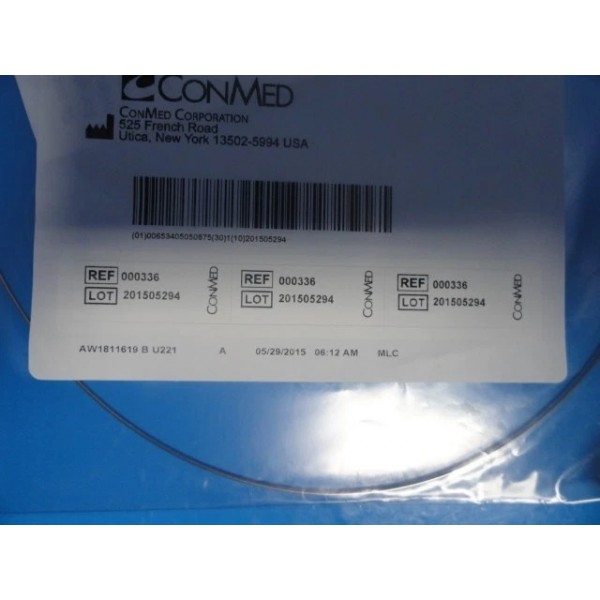 CONMED
CONMED CORPORATION
525 French Road
Utica, New York 13502-5994 USA
(01)00653405050875(30)1(10)201505294
REF 000336 CONMED REF 000336 CONMED REF 000336 CONMED
LOT 201505294 LOT 201505294 LOT 201505294
AW1811619 B U221 A 05/29/2015 06:12 AM MLC